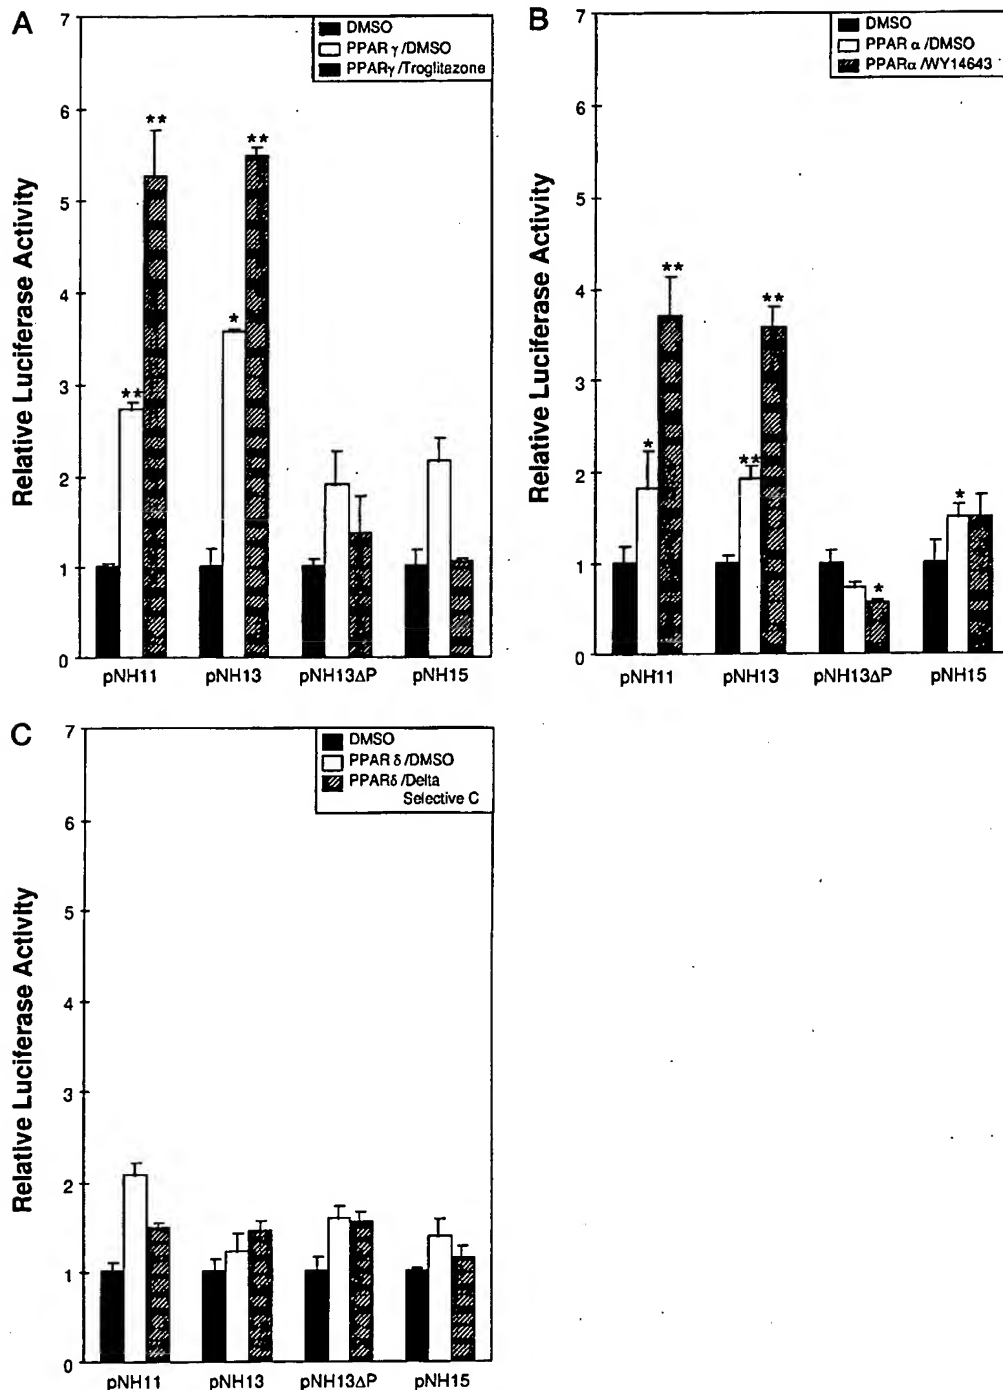 A
DMSO
PPAR γ/DMSO
PPARγ/Troglitazone
Relative Luciferase Activity
7
6
5
4
3
2
1
0
**
**
**
*
pNH11
pNH13
pNH13ΔP
pNH15
B
DMSO
PPAR α/DMSO
PPARα/WY14643
Relative Luciferase Activity
7
6
5
4
3
2
1
0
*
**
**
**
*
*
pNH11
pNH13
pNH13ΔP
pNH15
C
DMSO
PPAR δ/DMSO
PPARδ/Delta
Selective C
Relative Luciferase Activity
7
6
5
4
3
2
1
0
pNH11
pNH13
pNH13ΔP
pNH15